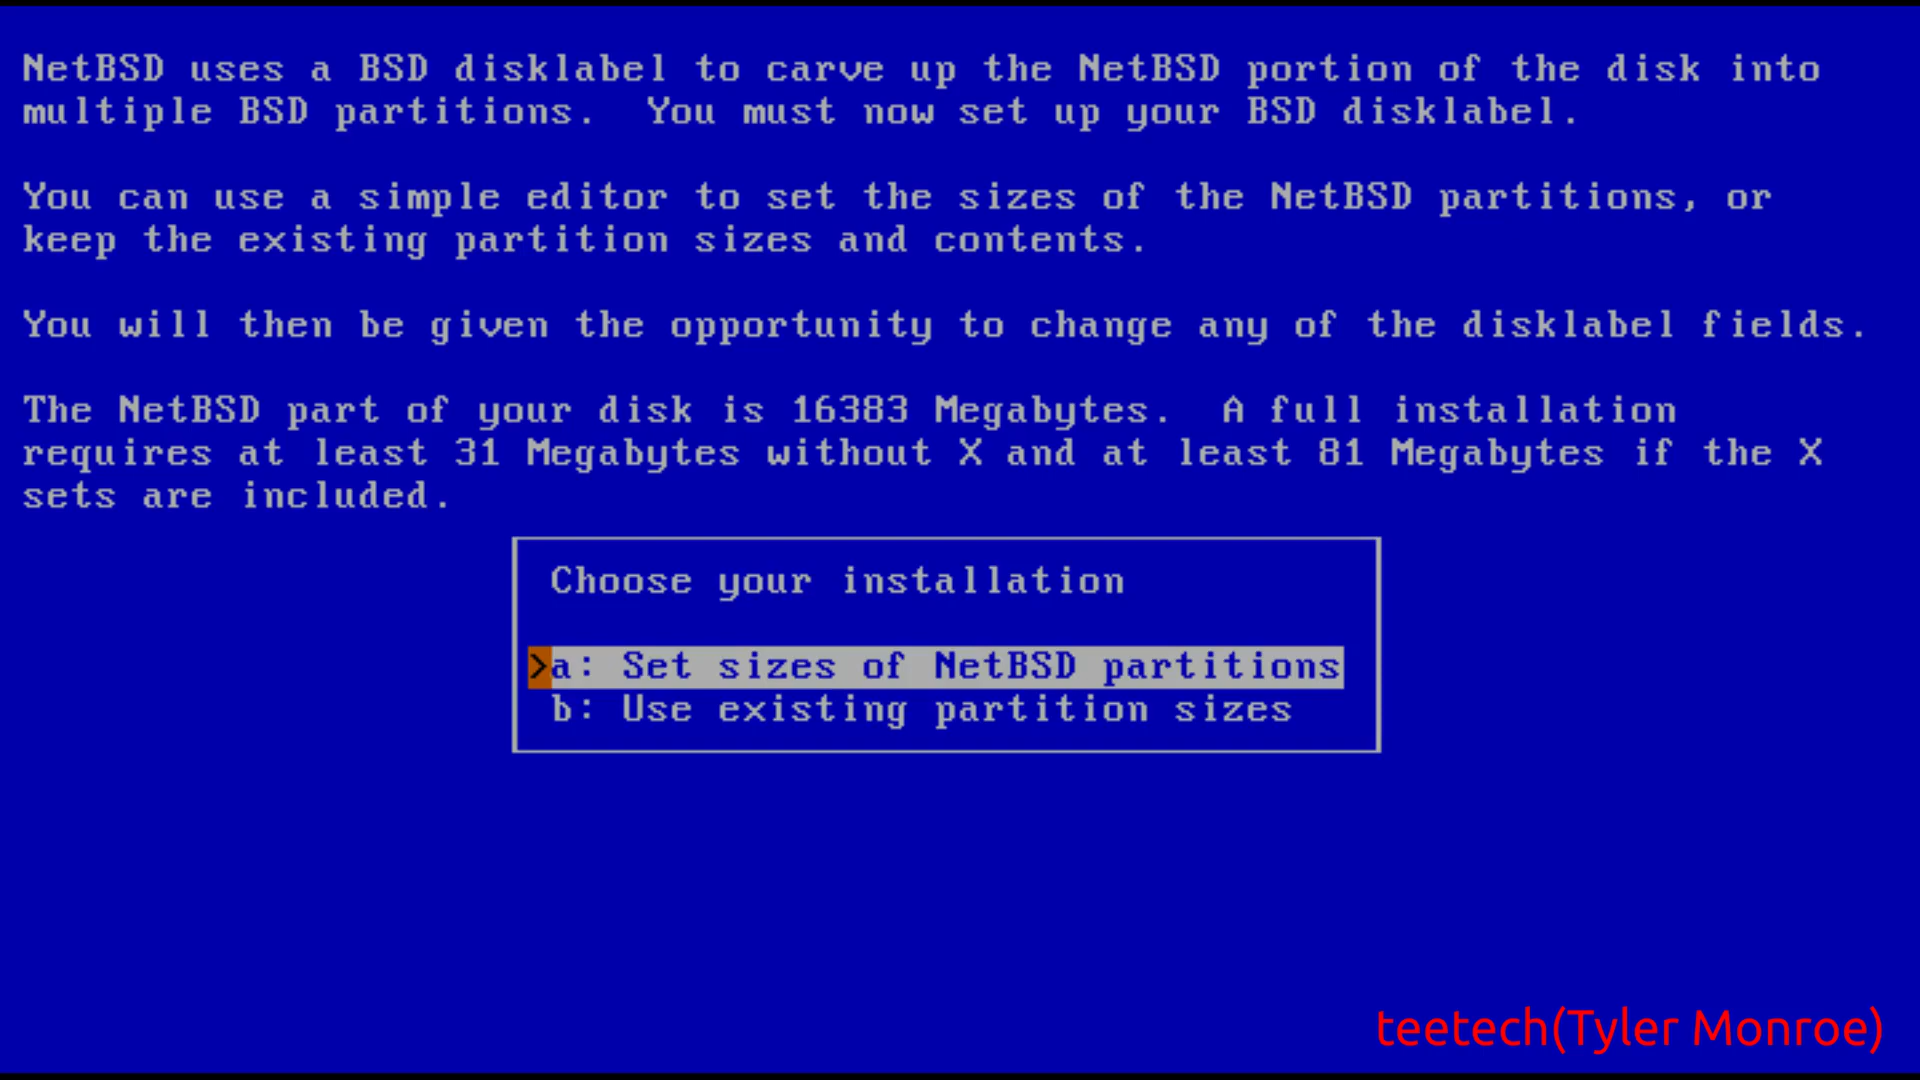 NetBSD uses a BSD disklabel to carve up the NetBSD portion of the disk into
multiple BSD partitions.  You must now set up your BSD disklabel.
You can use a simple editor to set the sizes of the NetBSD partitions, or
keep the existing partition sizes and contents.
You will then be given the opportunity to change any of the disklabel fields.
The NetBSD part of your disk is 16383 Megabytes.  A full installation
requires at least 31 Megabytes without X and at least 81 Megabytes if the X
sets are included.
Choose your installation
>a: Set sizes of NetBSD partitions
b: Use existing partition sizes
teetech(Tyler Monroe)